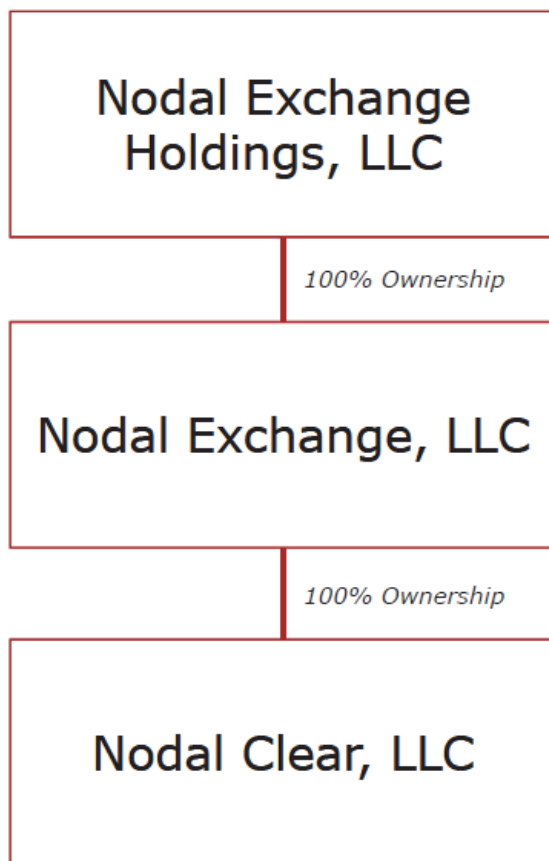 Nodal Exchange
Holdings, LLC
100% Ownership
Nodal Exchange, LLC
100% Ownership
Nodal Clear, LLC